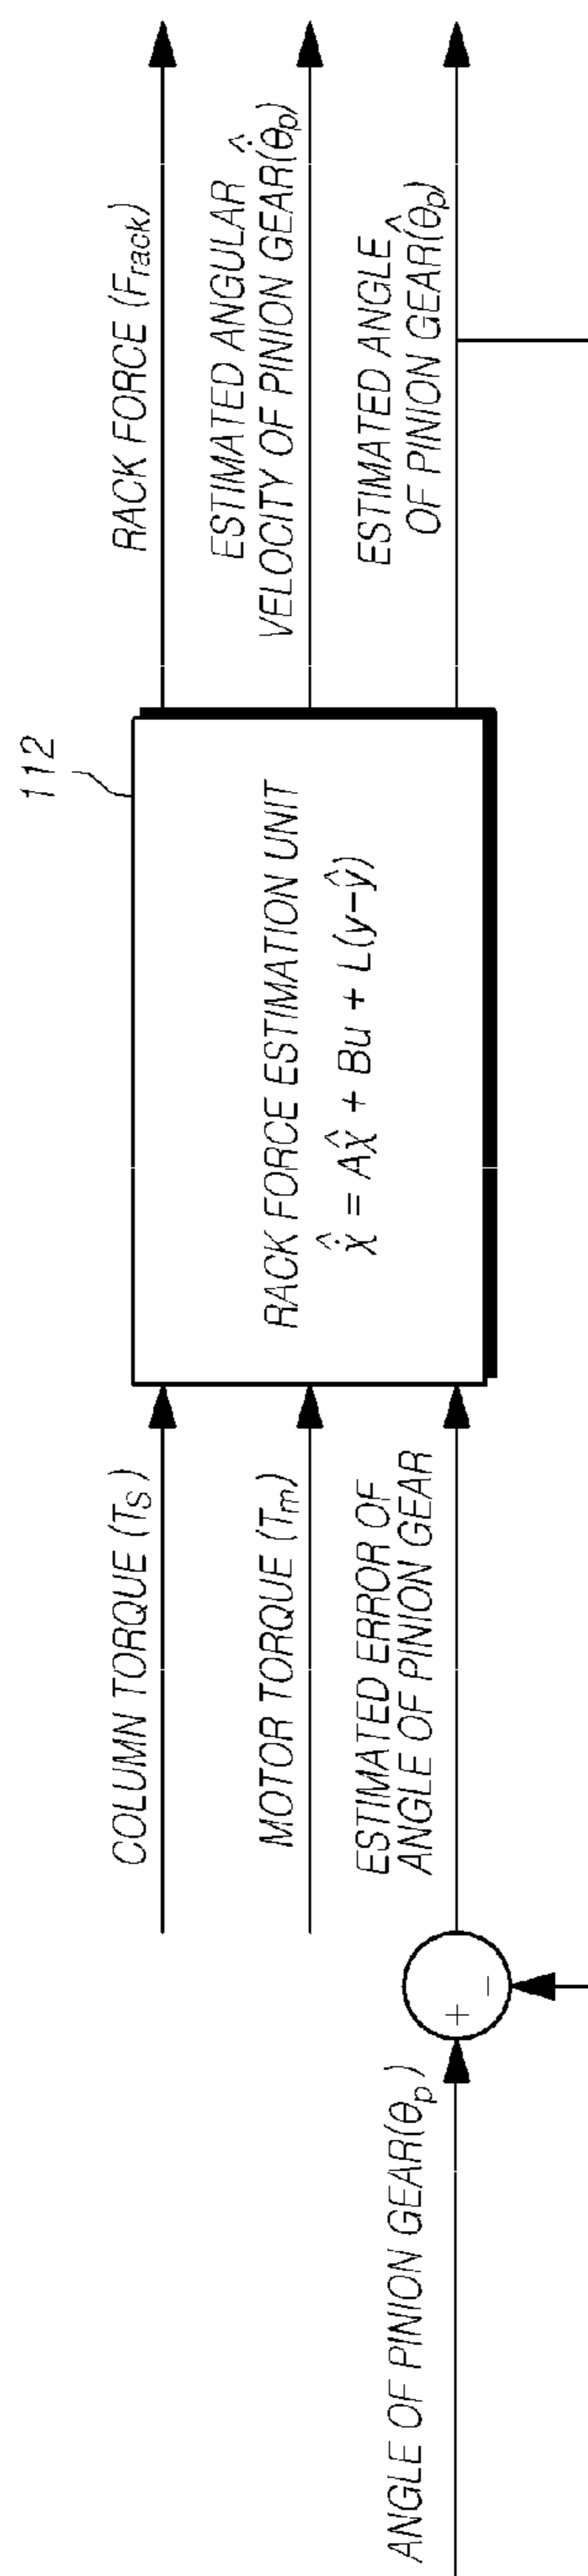 112
COLUMN TORQUE (Tₛ)
MOTOR TORQUE (Tₘ)
ESTIMATED ERROR OF
ANGLE OF PINION GEAR
ANGLE OF PINION GEAR(θₚ)
+
−
RACK FORCE ESTIMATION UNIT
χ̇̂ = Aχ̂ + Bu + L(y−ŷ)
RACK FORCE (Fᵣₐcₖ)
ESTIMATED ANGULAR
VELOCITY OF PINION GEAR(θ̇̂ₚ)
ESTIMATED ANGLE
OF PINION GEAR(θ̂ₚ)